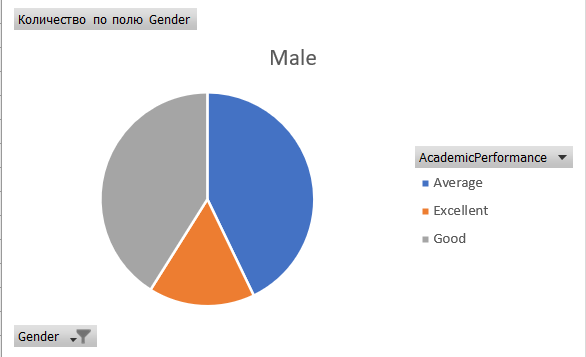 Количество по полю Gender
Male
AcademicPerformance
Average
Excellent
Good
Gender